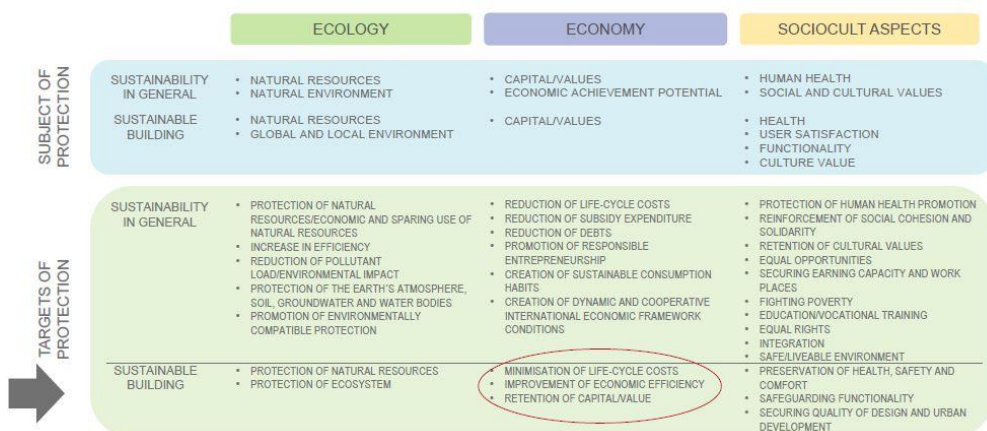 ECOLOGY
ECONOMY
SOCIOCULT ASPECTS
SUBJECT OF
PROTECTION
SUSTAINABILITY
IN GENERAL
• NATURAL RESOURCES
• NATURAL ENVIRONMENT
• CAPITAL/VALUES
• ECONOMIC ACHIEVEMENT POTENTIAL
• HUMAN HEALTH
• SOCIAL AND CULTURAL VALUES
SUSTAINABLE
BUILDING
• NATURAL RESOURCES
• GLOBAL AND LOCAL ENVIRONMENT
• CAPITAL/VALUES
• HEALTH
• USER SATISFACTION
• FUNCTIONALITY
• CULTURE VALUE
TARGETS OF
PROTECTION
SUSTAINABILITY
IN GENERAL
• PROTECTION OF NATURAL
RESOURCES/ECONOMIC AND SPARING USE OF
NATURAL RESOURCES
• INCREASE IN EFFICIENCY
• REDUCTION OF POLLUTANT
LOAD/ENVIRONMENTAL IMPACT
• PROTECTION OF THE EARTH'S ATMOSPHERE,
SOIL, GROUNDWATER AND WATER BODIES
• PROMOTION OF ENVIRONMENTALLY
COMPATIBLE PROTECTION
• REDUCTION OF LIFE-CYCLE COSTS
• REDUCTION OF SUBSIDY EXPENDITURE
• REDUCTION OF DEBTS
• PROMOTION OF RESPONSIBLE
ENTREPRENEURSHIP
• CREATION OF SUSTAINABLE CONSUMPTION
HABITS
• CREATION OF DYNAMIC AND COOPERATIVE
INTERNATIONAL ECONOMIC FRAMEWORK
CONDITIONS
• PROTECTION OF HUMAN HEALTH PROMOTION
• REINFORCEMENT OF SOCIAL COHESION AND
SOLIDARITY
• RETENTION OF CULTURAL VALUES
• EQUAL OPPORTUNITIES
• SECURING EARNING CAPACITY AND WORK
PLACES
• FIGHTING POVERTY
• EDUCATION/VOCATIONAL TRAINING
• EQUAL RIGHTS
• INTEGRATION
• SAFE/LIVEABLE ENVIRONMENT
SUSTAINABLE
BUILDING
• PROTECTION OF NATURAL RESOURCES
• PROTECTION OF ECOSYSTEM
• MINIMISATION OF LIFE-CYCLE COSTS
• IMPROVEMENT OF ECONOMIC EFFICIENCY
• RETENTION OF CAPITAL/VALUE
• PRESERVATION OF HEALTH, SAFETY AND
COMFORT
• SAFEGUARDING FUNCTIONALITY
• SECURING QUALITY OF DESIGN AND URBAN
DEVELOPMENT